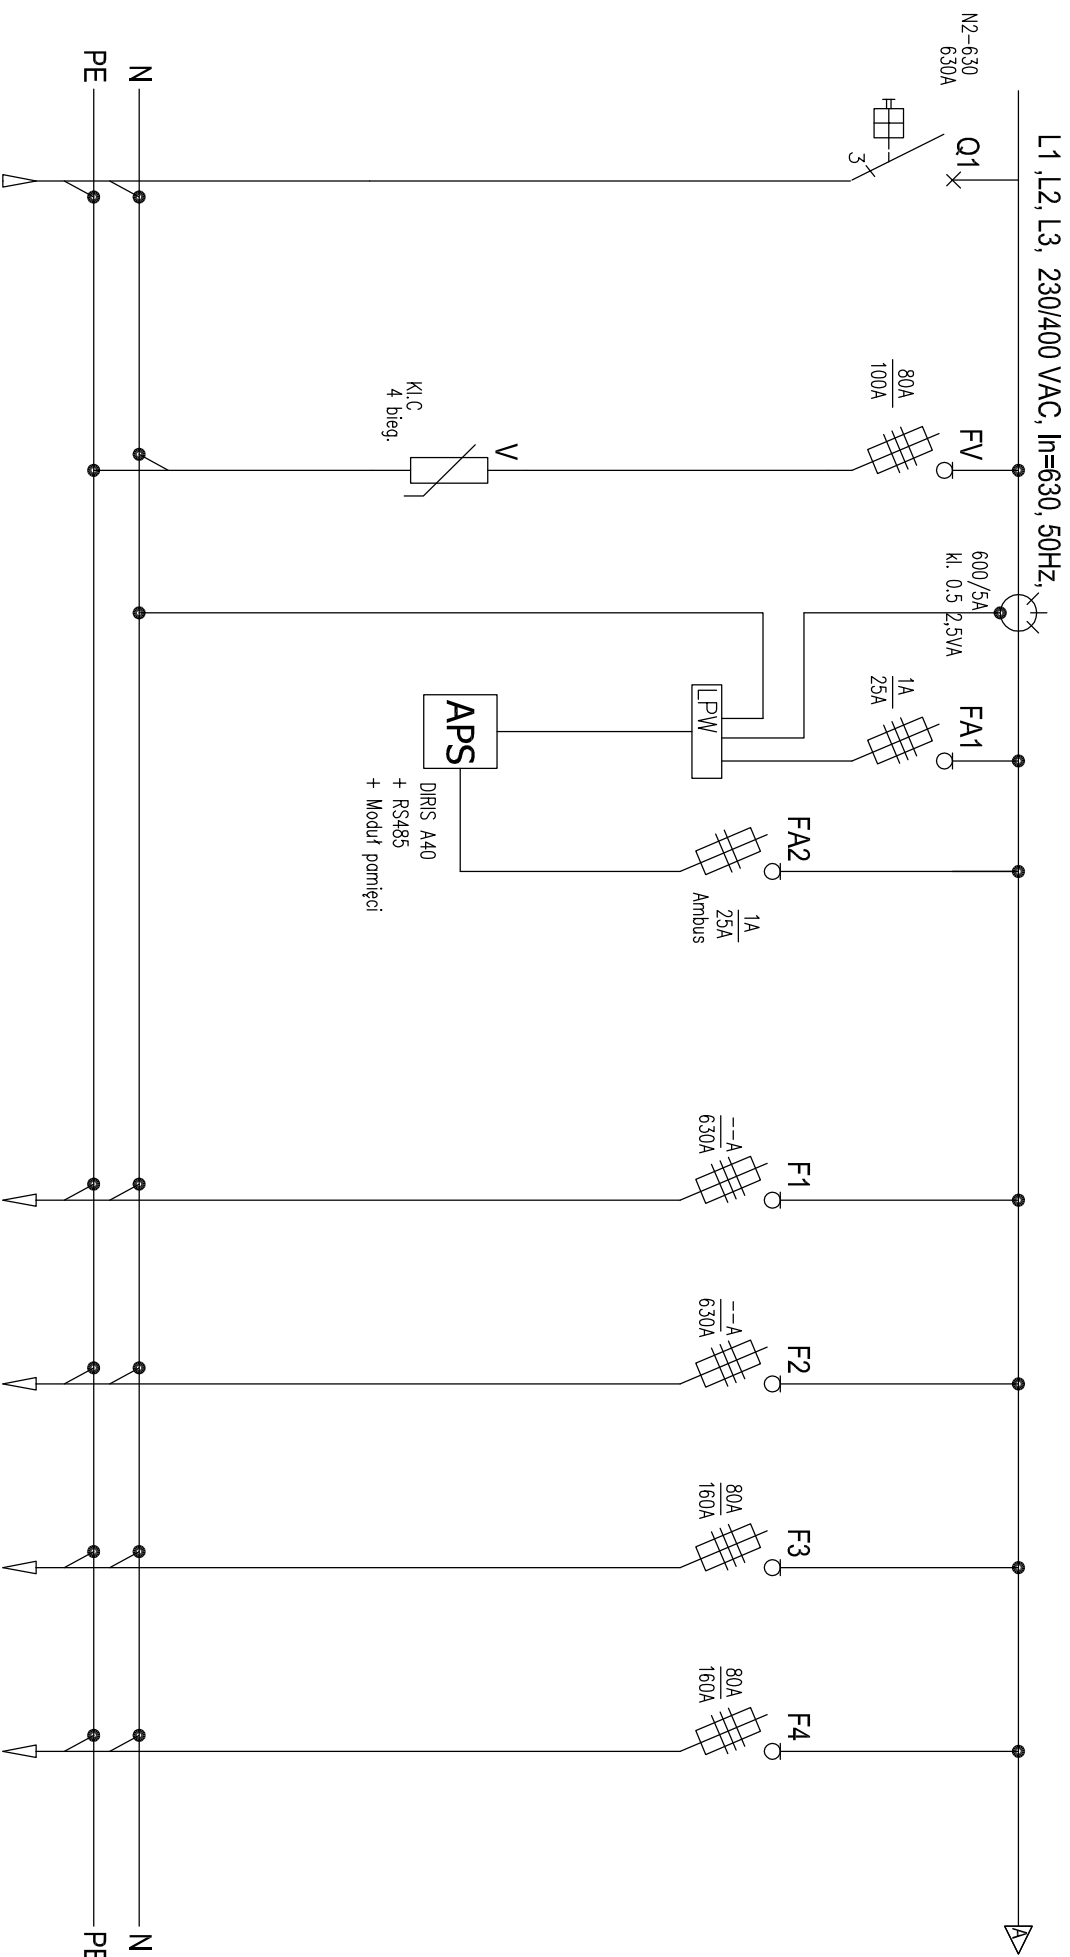 L1 ,L2, L3, 230/400 VAC, In=630, 50Hz,
N2-630
630A
Q1
3
FV
80A
100A
V
Kl.C
4 bieg.
600/5A
kl. 0.5 2,5VA
FA1
1A
25A
LPW
APS
DIRIS A40
+ RS485
+ Moduł pamięci
FA2
1A
25A
Ambus
F1
--A
630A
F2
--A
630A
F3
80A
160A
F4
80A
160A
A
N
PE
N
PE